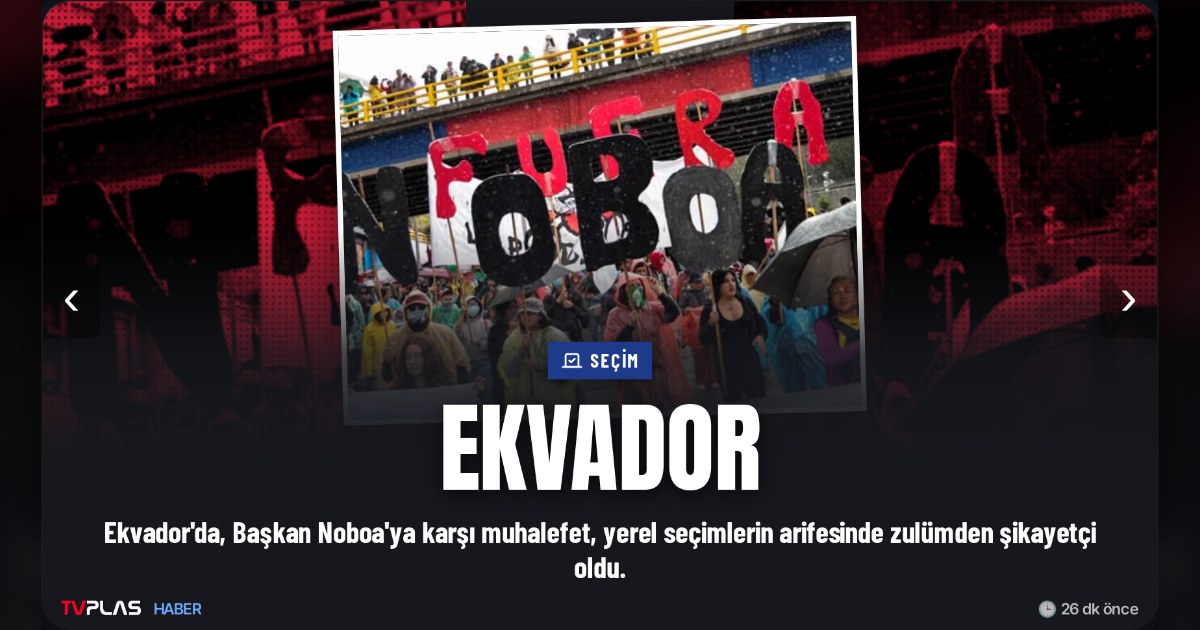 FUERA
NOBOA
SEÇİM
EKVADOR
Ekvador'da, Başkan Noboa'ya karşı muhalefet, yerel seçimlerin arifesinde zulümden şikayetçi
oldu.
TVPLAS HABER
26 dk önce